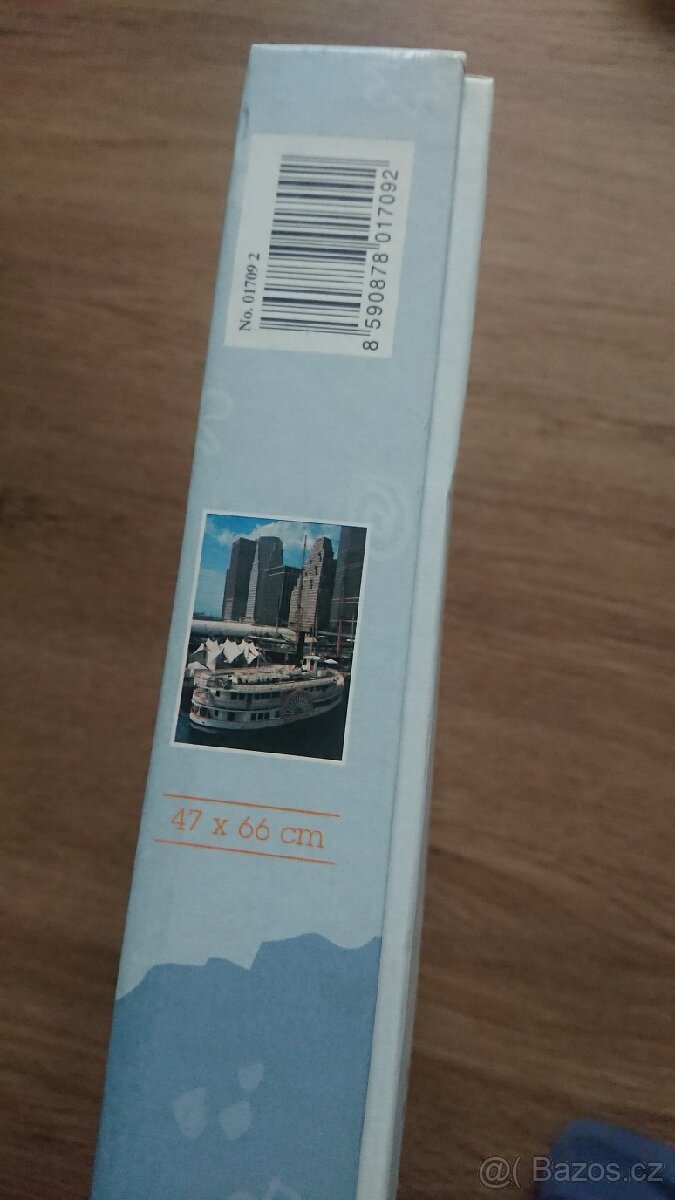 No. 01709 2
8 590878 017092
47 x 66 cm
@( Bazos.cz